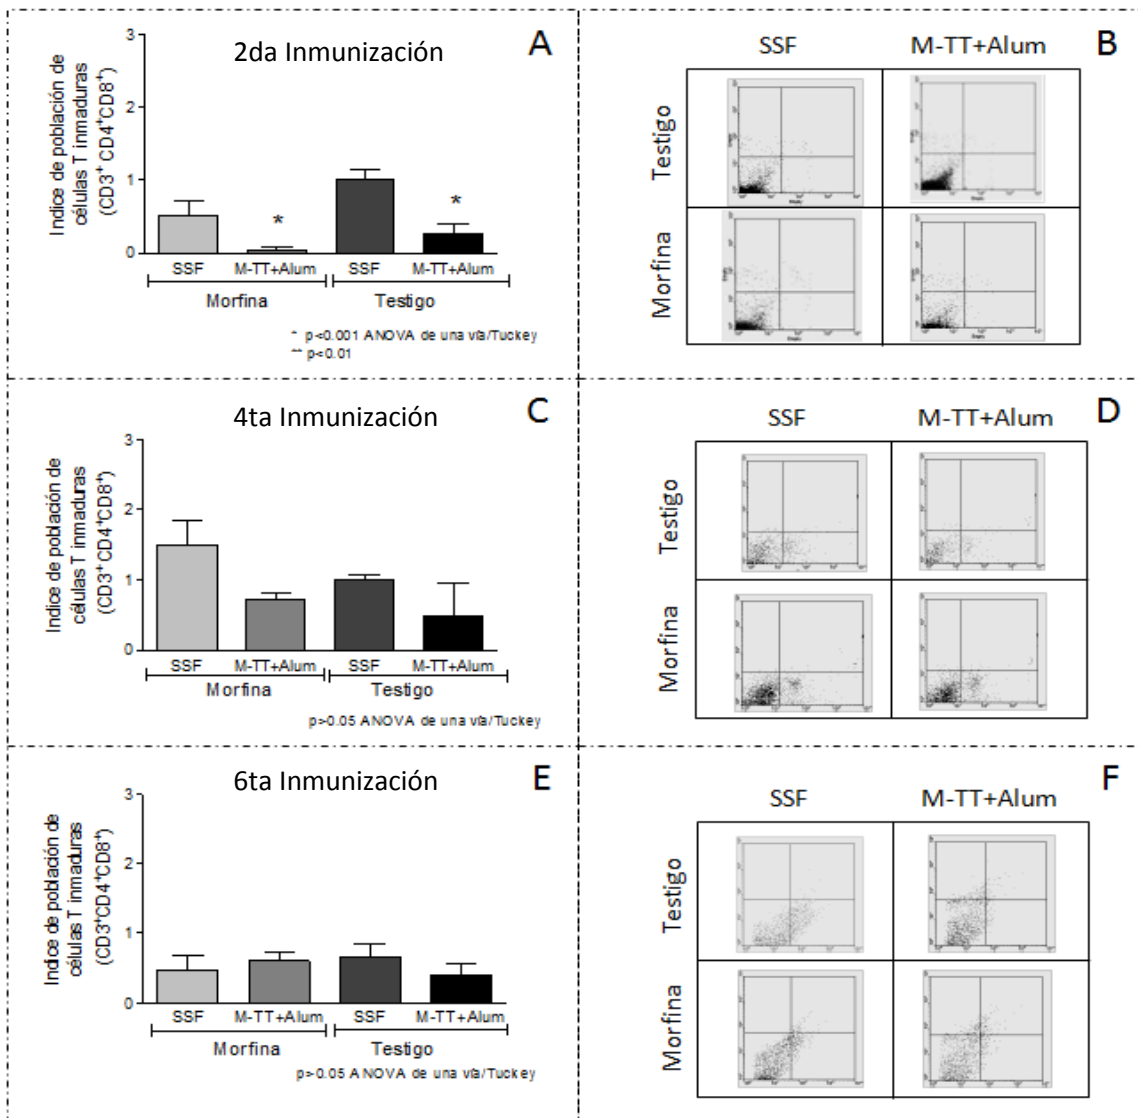 2da Inmunización
A
Indice de población de
células T inmaduras
(CD3⁺ CD4⁺CD8⁺)
3
2
1
0
*
*
SSF
M-TT+Alum
SSF
M-TT+Alum
Morfina
Testigo
* p<0.001 ANOVA de una vía/Tuckey
** p<0.01
B
SSF
M-TT+Alum
Testigo
Morfina
4ta Inmunización
C
Indice de población de
células T inmaduras
(CD3⁺ CD4⁺CD8⁺)
3
2
1
0
SSF
M-TT+Alum
SSF
M-TT+Alum
Morfina
Testigo
p>0.05 ANOVA de una vía/Tuckey
D
SSF
M-TT+Alum
Testigo
Morfina
6ta Inmunización
E
Indice de población de
células T inmaduras
(CD3⁺CD4⁺CD8⁺)
3
2
1
0
SSF
M-TT+Alum
SSF
M-TT+Alum
Morfina
Testigo
p>0.05 ANOVA de una vía/Tuckey
F
SSF
M-TT+Alum
Testigo
Morfina